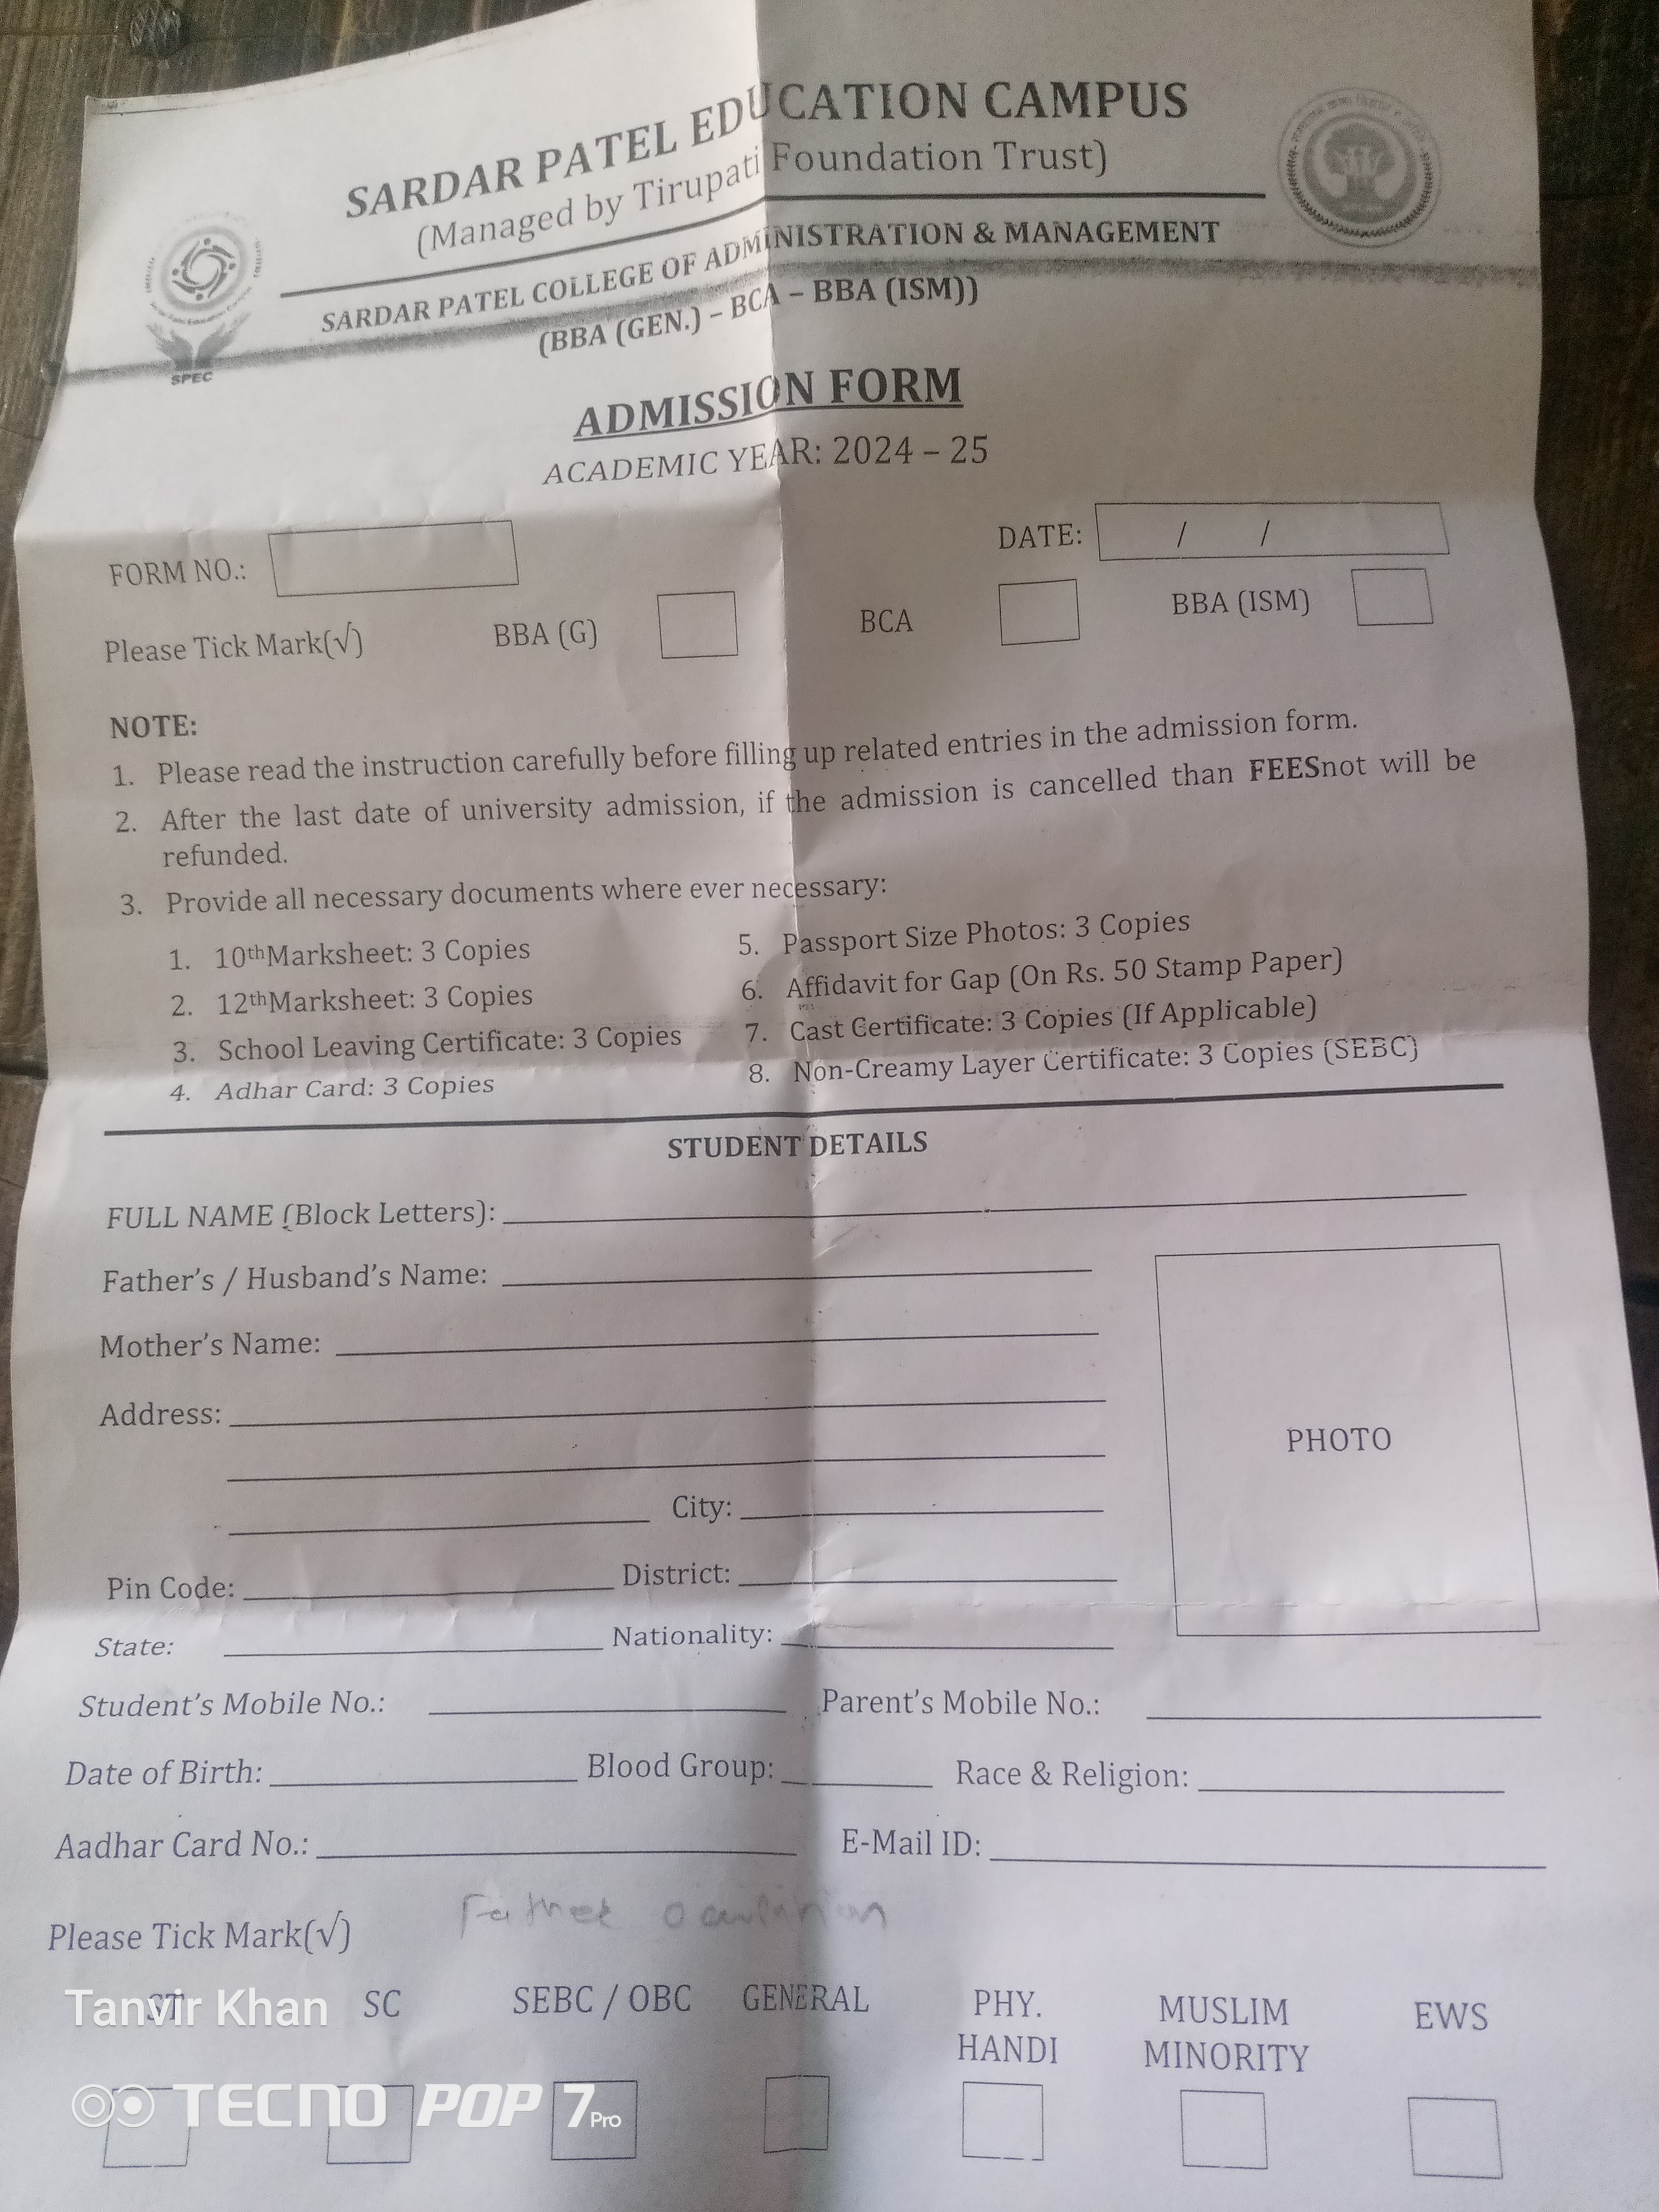 SARDAR PATEL EDUCATION CAMPUS
(Managed by Tirupati Foundation Trust)
SARDAR PATEL COLLEGE OF ADMINISTRATION & MANAGEMENT
(BBA (GEN.) – BCA – BBA (ISM))
SPEC
ADMISSION FORM
ACADEMIC YEAR: 2024 – 25
FORM NO.: DATE: / /
Please Tick Mark(√) BBA (G) BCA BBA (ISM)
NOTE:
1. Please read the instruction carefully before filling up related entries in the admission form.
2. After the last date of university admission, if the admission is cancelled than FEESnot will be
refunded.
3. Provide all necessary documents where ever necessary:
1. 10thMarksheet: 3 Copies
2. 12thMarksheet: 3 Copies
3. School Leaving Certificate: 3 Copies
4. Adhar Card: 3 Copies
5. Passport Size Photos: 3 Copies
6. Affidavit for Gap (On Rs. 50 Stamp Paper)
7. Cast Certificate: 3 Copies (If Applicable)
8. Non-Creamy Layer Certificate: 3 Copies (SEBC)
STUDENT DETAILS
FULL NAME (Block Letters):
Father's / Husband's Name:
Mother's Name:
Address:
PHOTO
City:
Pin Code: District:
State: Nationality:
Student's Mobile No.: Parent's Mobile No.:
Date of Birth: Blood Group: Race & Religion:
Aadhar Card No.: E-Mail ID:
Father
Please Tick Mark(√)
ST SC SEBC / OBC GENERAL PHY. HANDI MUSLIM MINORITY EWS
Tanvir Khan
TECNO POP 7 Pro